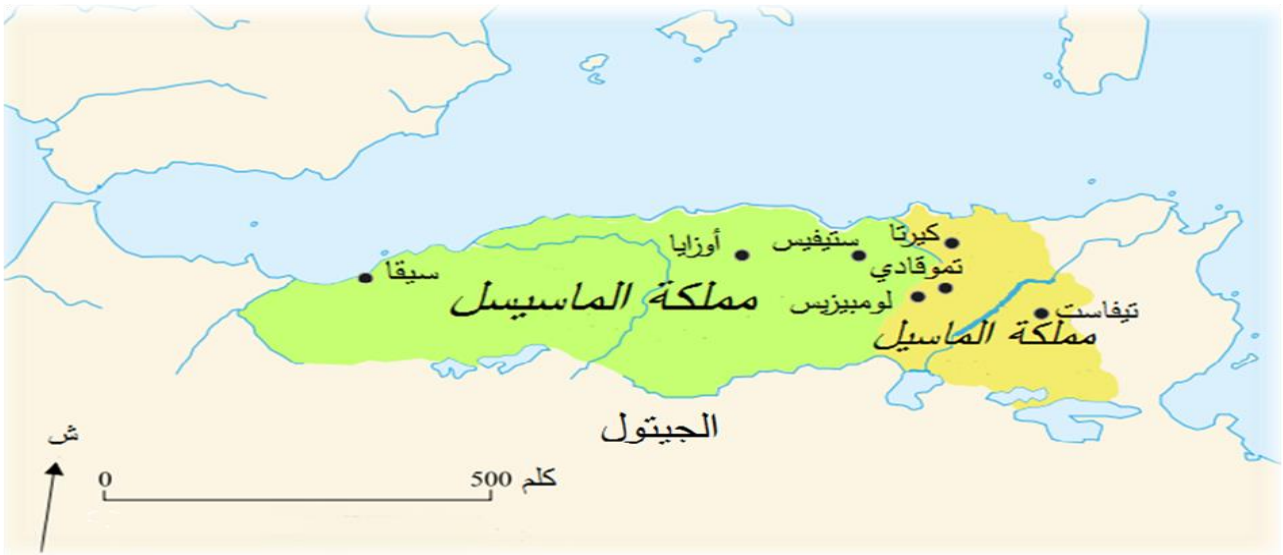 كيرتا
ستيفيس
أوزايا
تموقادي
سيقا
لومبيزيس
مملكة الماسيسل
تيفاست
مملكة الماسيل
الجيتول
ش
0 500 كلم